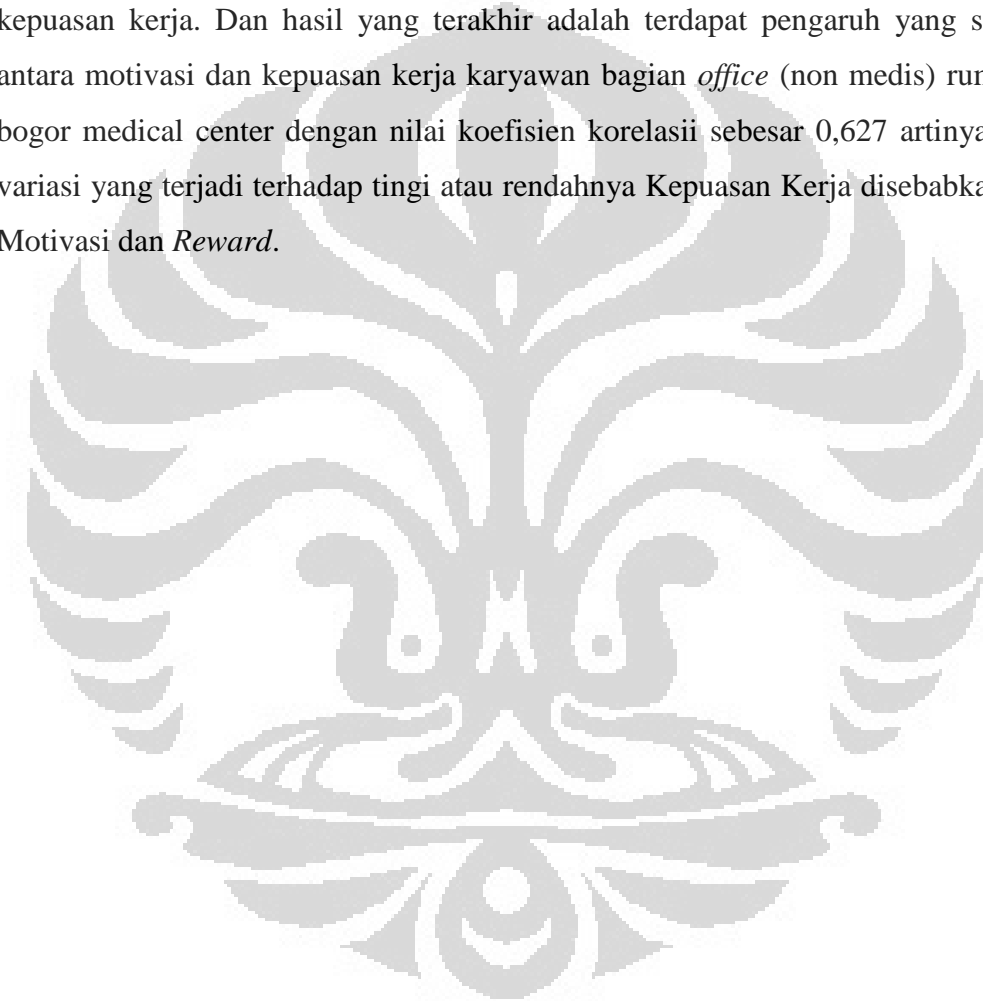 kepuasan kerja. Dan hasil yang terakhir adalah terdapat pengaruh yang s
antara motivasi dan kepuasan kerja karyawan bagian office (non medis) rum
bogor medical center dengan nilai koefisien korelasii sebesar 0,627 artinya
variasi yang terjadi terhadap tingi atau rendahnya Kepuasan Kerja disebabka
Motivasi dan Reward.